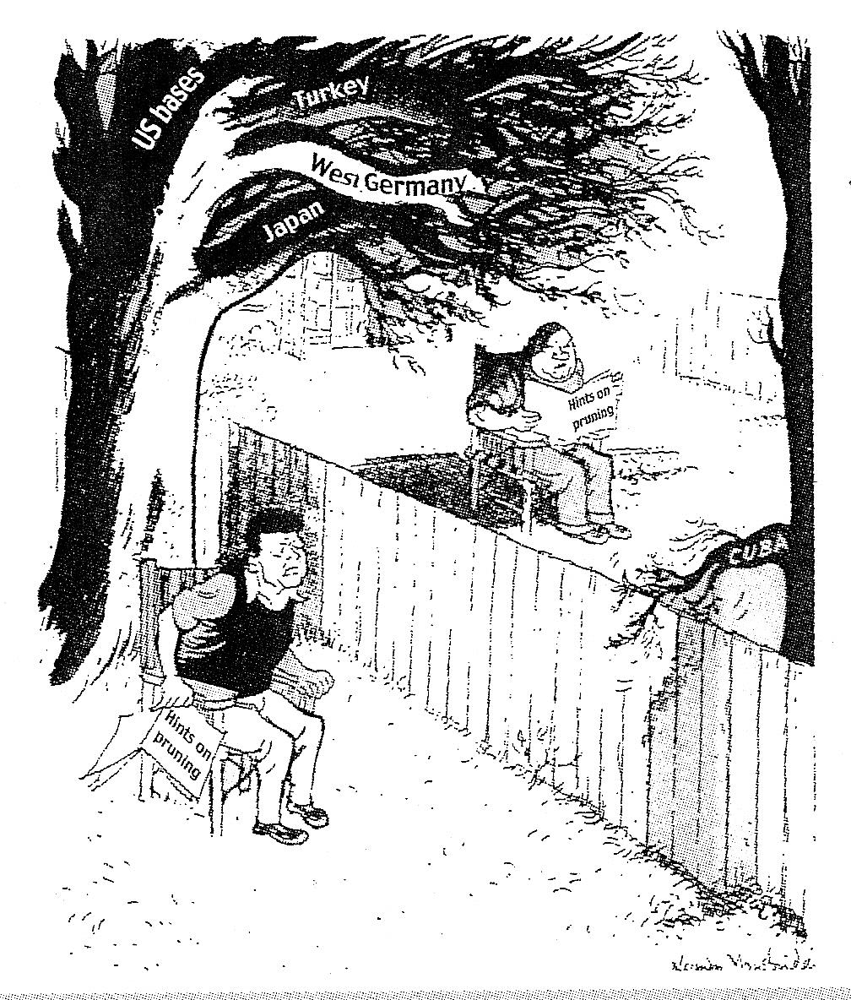 US bases
Turkey
West Germany
Japan
Hints on
pruning
CUBA
Hints on
pruning